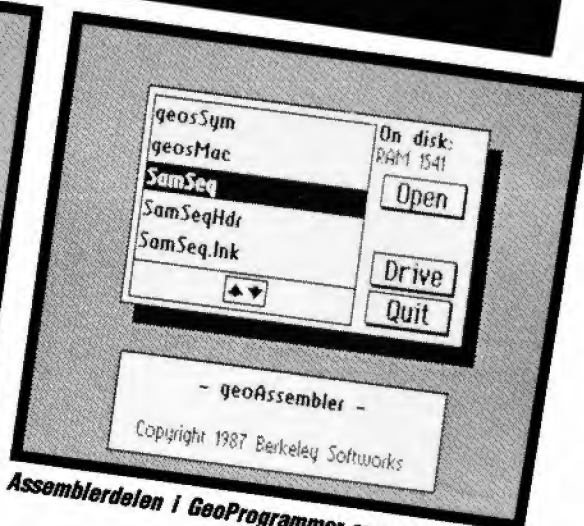 geosSym
geosMac
SamSeq
SamSeqHdr
SamSeq.lnk
On disk:
RAM 1541
Open
Drive
Quit
- geoAssembler -
Copyright 1987 Berkeley Softworks
Assemblerdelen i GeoProgrammer